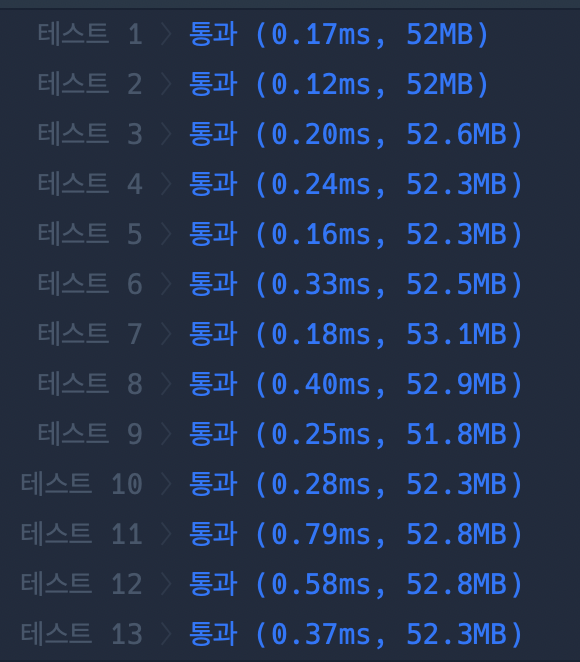 테스트 1 > 통과 (0.17ms, 52MB)
테스트 2 > 통과 (0.12ms, 52MB)
테스트 3 > 통과 (0.20ms, 52.6MB)
테스트 4 > 통과 (0.24ms, 52.3MB)
테스트 5 > 통과 (0.16ms, 52.3MB)
테스트 6 > 통과 (0.33ms, 52.5MB)
테스트 7 > 통과 (0.18ms, 53.1MB)
테스트 8 > 통과 (0.40ms, 52.9MB)
테스트 9 > 통과 (0.25ms, 51.8MB)
테스트 10 > 통과 (0.28ms, 52.3MB)
테스트 11 > 통과 (0.79ms, 52.8MB)
테스트 12 > 통과 (0.58ms, 52.8MB)
테스트 13 > 통과 (0.37ms, 52.3MB)